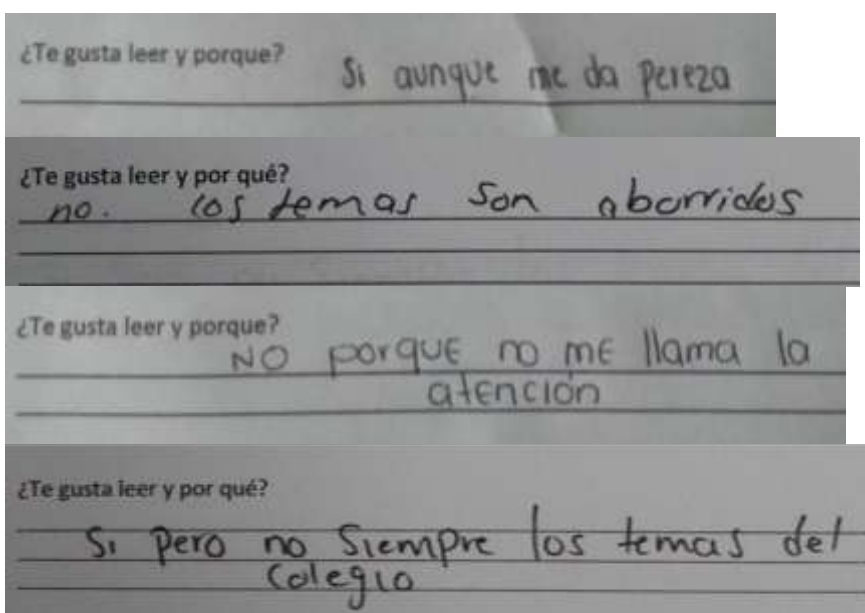 ¿Te gusta leer y porque?
Si aunque me da pereza
¿Te gusta leer y por qué?
no. los temas son aborridos
¿Te gusta leer y porque?
NO porque no me llama la
atención
¿Te gusta leer y por qué?
Si pero no siempre los temas del
Colegio